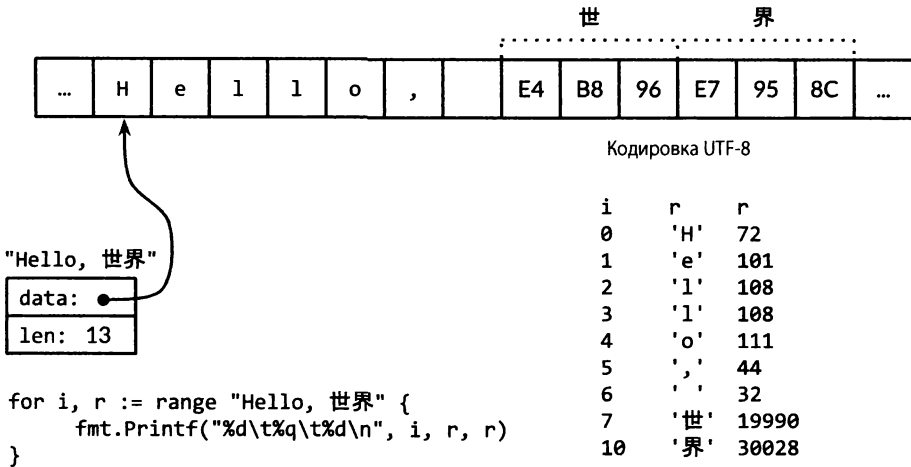 世 界
… H e l l o , E4 B8 96 E7 95 8C …
Кодировка UTF-8
"Hello, 世界"
data:
len: 13
for i, r := range "Hello, 世界" {
fmt.Printf("%d\t%q\t%d\n", i, r, r)
}
i r r
0 'H' 72
1 'e' 101
2 'l' 108
3 'l' 108
4 'o' 111
5 ',' 44
6 ' ' 32
7 '世' 19990
10 '界' 30028